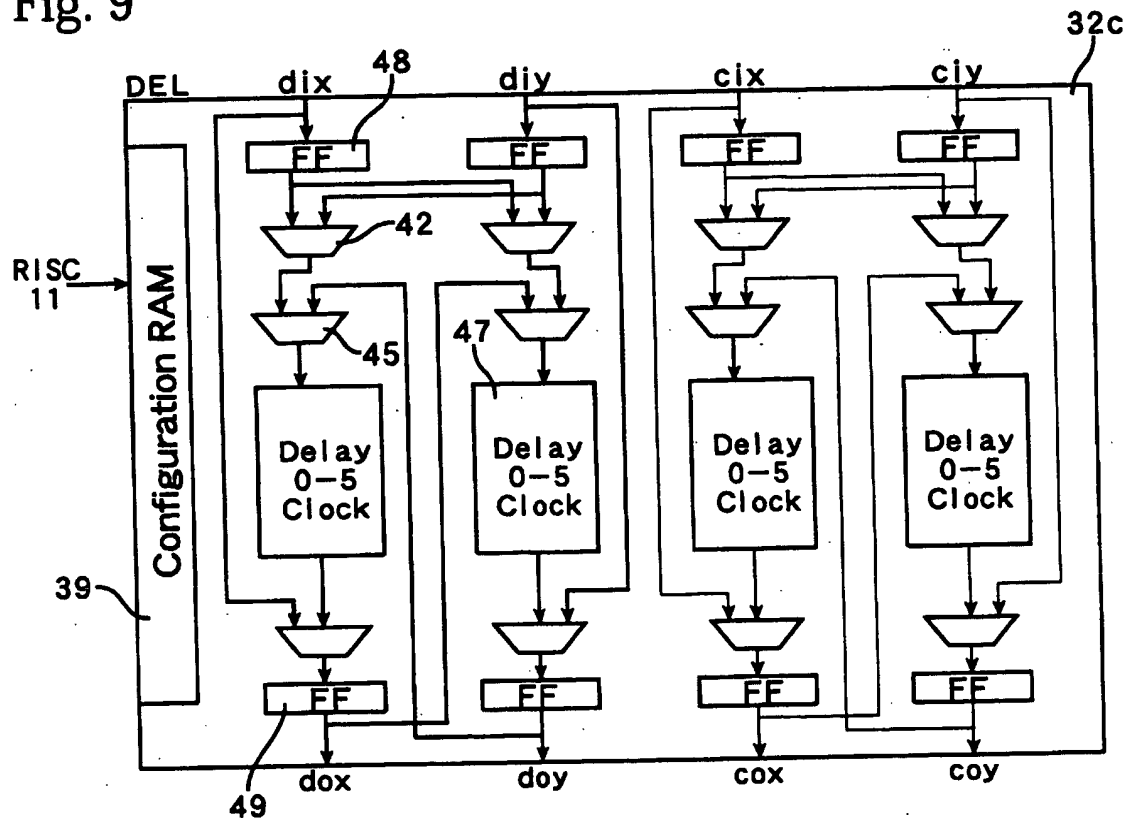 Fig. 9
32c
DEL
dix
48
diy
cix
ciy
FF
FF
FF
FF
42
RISC
11
Configuration RAM
45
47
Delay
0-5
Clock
Delay
0-5
Clock
Delay
0-5
Clock
Delay
0-5
Clock
39
FF
FF
FF
FF
49
dox
doy
cox
coy